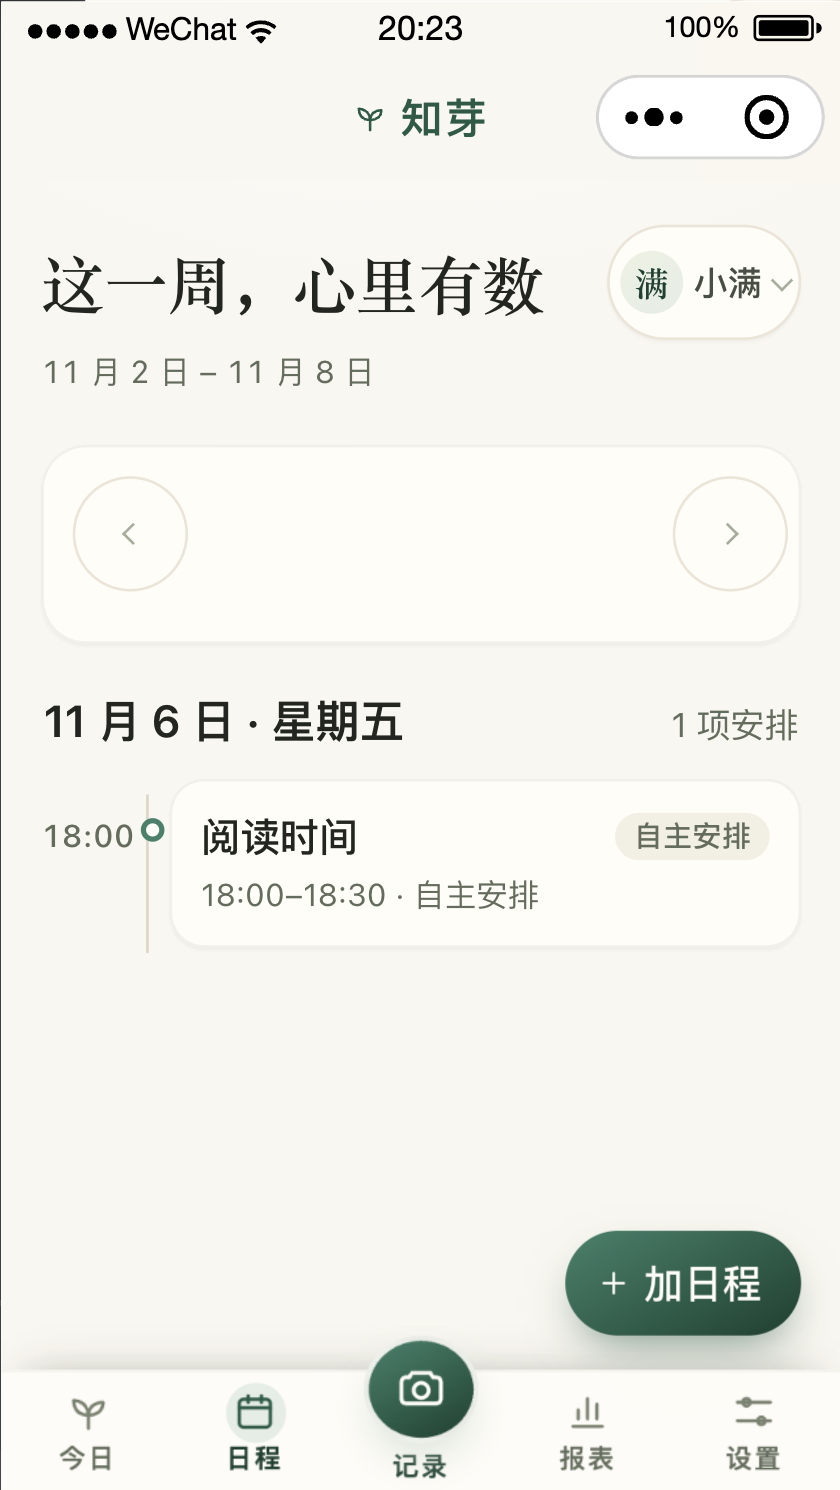 WeChat 20:23 100%
知芽
这一周，心里有数
满 小满
11 月 2 日 – 11 月 8 日
11 月 6 日 · 星期五
1 项安排
18:00
阅读时间
自主安排
18:00–18:30 · 自主安排
+ 加日程
今日 日程 记录 报表 设置